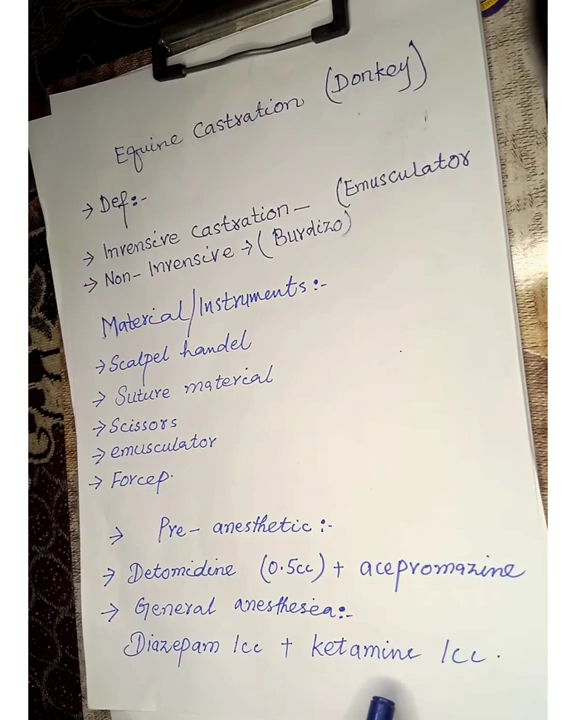 Equine Castration (Donkey)
→ Def:-
→ Invensive Castration - (Emusculator
→ Non-Invensive → (Burdizo)
Material/Instruments :-
→ Scalpel handel
→ Suture material
→ Scissors
→ emusculator
→ Forcep.
→ Pre-anesthetic :-
→ Detomidine (0.5cc) + acepromazine
→ General anesthesea:-
Diazepam 1cc + ketamine 1cc.